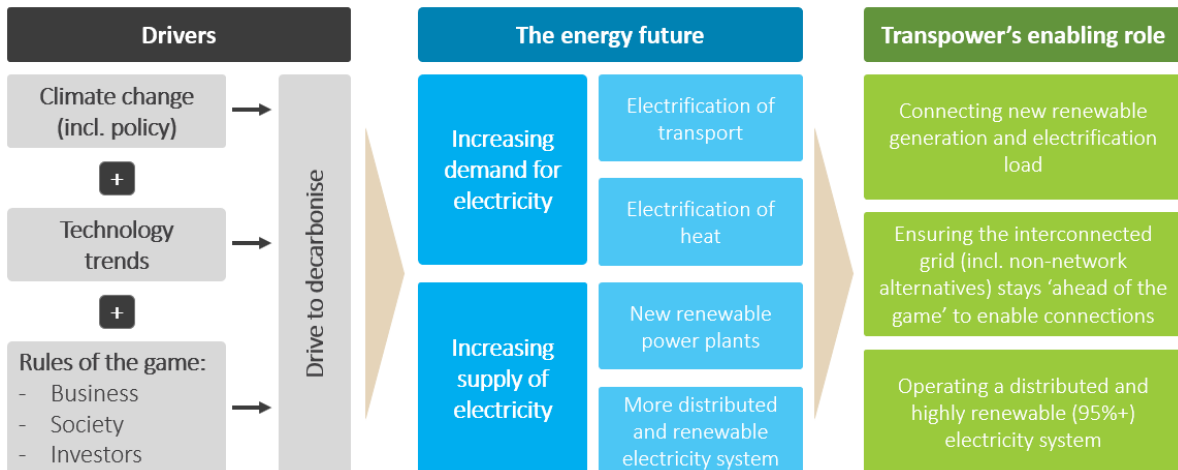 Drivers
Climate change
(incl. policy)
+
Technology
trends
+
Rules of the game:
- Business
- Society
- Investors
Drive to decarbonise
The energy future
Increasing
demand for
electricity
Electrification of
transport
Electrification of
heat
Increasing
supply of
electricity
New renewable
power plants
More distributed
and renewable
electricity system
Transpower’s enabling role
Connecting new renewable
generation and electrification
load
Ensuring the interconnected
grid (incl. non-network
alternatives) stays ‘ahead of the
game’ to enable connections
Operating a distributed and
highly renewable (95%+)
electricity system